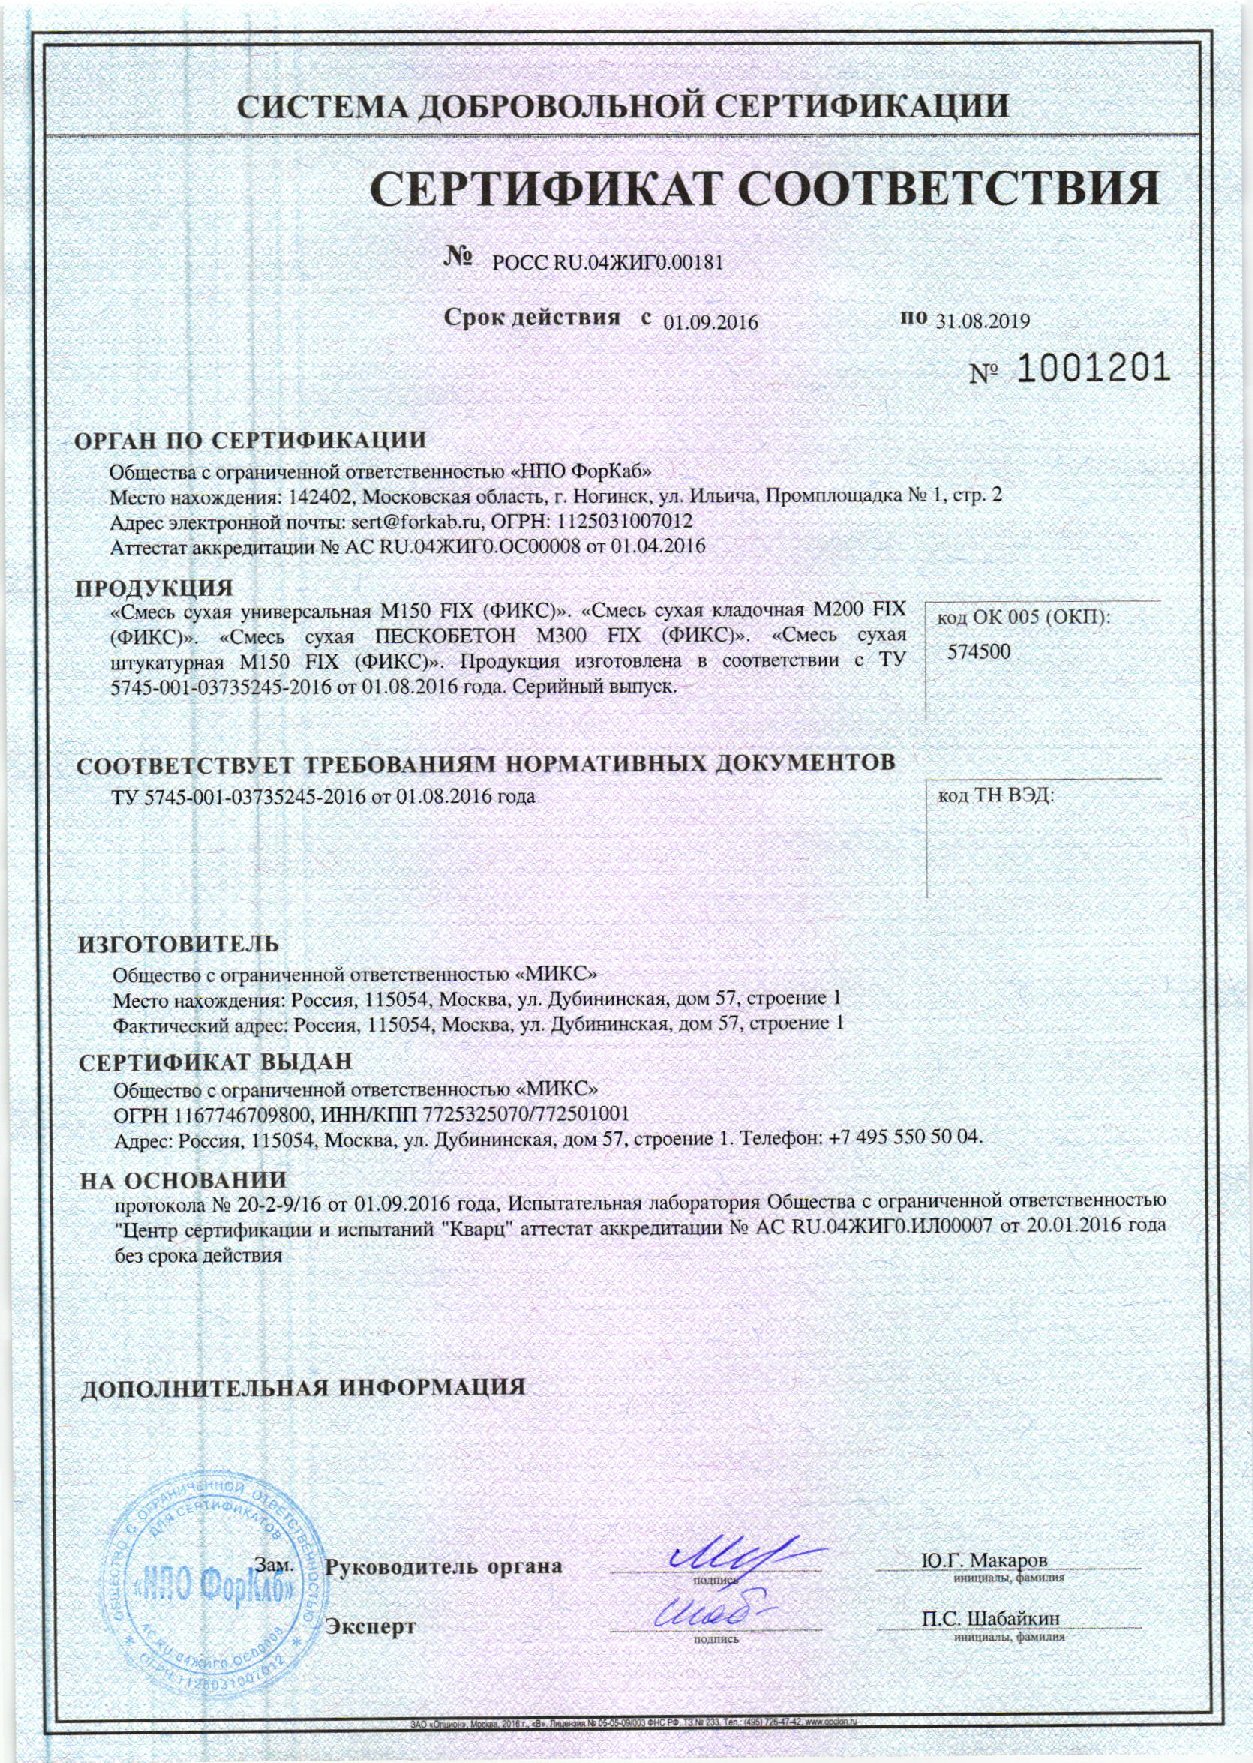 СИСТЕМА ДОБРОВОЛЬНОЙ СЕРТИФИКАЦИИ
СЕРТИФИКАТ СООТВЕТСТВИЯ
№ РОСС RU.04ЖИГ0.00181
Срок действия с 01.09.2016 по 31.08.2019
№ 1001201
ОРГАН ПО СЕРТИФИКАЦИИ
Общества с ограниченной ответственностью «НПО ФорКаб»
Место нахождения: 142402, Московская область, г. Ногинск, ул. Ильича, Промплощадка № 1, стр. 2
Адрес электронной почты: sert@forkab.ru, ОГРН: 1125031007012
Аттестат аккредитации № АС RU.04ЖИГ0.ОС00008 от 01.04.2016
ПРОДУКЦИЯ
«Смесь сухая универсальная М150 FIX (ФИКС)». «Смесь сухая кладочная М200 FIX
(ФИКС)». «Смесь сухая ПЕСКОБЕТОН М300 FIX (ФИКС)». «Смесь сухая
штукатурная М150 FIX (ФИКС)». Продукция изготовлена в соответствии с ТУ
5745-001-03735245-2016 от 01.08.2016 года. Серийный выпуск.
код ОК 005 (ОКП):
574500
СООТВЕТСТВУЕТ ТРЕБОВАНИЯМ НОРМАТИВНЫХ ДОКУМЕНТОВ
ТУ 5745-001-03735245-2016 от 01.08.2016 года
код ТН ВЭД:
ИЗГОТОВИТЕЛЬ
Общество с ограниченной ответственностью «МИКС»
Место нахождения: Россия, 115054, Москва, ул. Дубининская, дом 57, строение 1
Фактический адрес: Россия, 115054, Москва, ул. Дубининская, дом 57, строение 1
СЕРТИФИКАТ ВЫДАН
Общество с ограниченной ответственностью «МИКС»
ОГРН 1167746709800, ИНН/КПП 7725325070/772501001
Адрес: Россия, 115054, Москва, ул. Дубининская, дом 57, строение 1. Телефон: +7 495 550 50 04.
НА ОСНОВАНИИ
протокола № 20-2-9/16 от 01.09.2016 года, Испытательная лаборатория Общества с ограниченной ответственностью
"Центр сертификации и испытаний "Кварц" аттестат аккредитации № АС RU.04ЖИГ0.ИЛ00007 от 20.01.2016 года
без срока действия
ДОПОЛНИТЕЛЬНАЯ ИНФОРМАЦИЯ
ОБЩЕСТВО С ОГРАНИЧЕННОЙ ОТВЕТСТВЕННОСТЬЮ
ДЛЯ СЕРТИФИКАТОВ
«НПО ФорКаб»
АС RU.04ЖИГ0.ОС00008
* ОГРН 1125031007012 *
Зам. Руководитель органа
подпись
Ю.Г. Макаров
инициалы, фамилия
Эксперт
подпись
П.С. Шабайкин
инициалы, фамилия
ЗАО «Опцион», Москва, 2016 г., «В». Лицензия № 05-05-09/003 ФНС РФ. ТЗ № 233. Тел.: (495) 726-47-42, www.opcion.ru